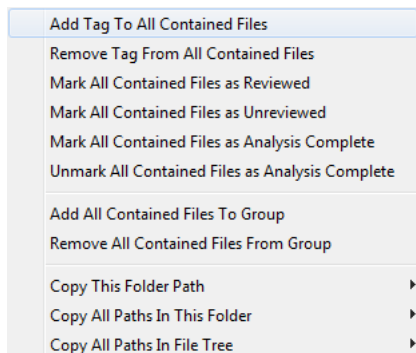 Add Tag To All Contained Files
Remove Tag From All Contained Files
Mark All Contained Files as Reviewed
Mark All Contained Files as Unreviewed
Mark All Contained Files as Analysis Complete
Unmark All Contained Files as Analysis Complete
Add All Contained Files To Group
Remove All Contained Files From Group
Copy This Folder Path
Copy All Paths In This Folder
Copy All Paths In File Tree